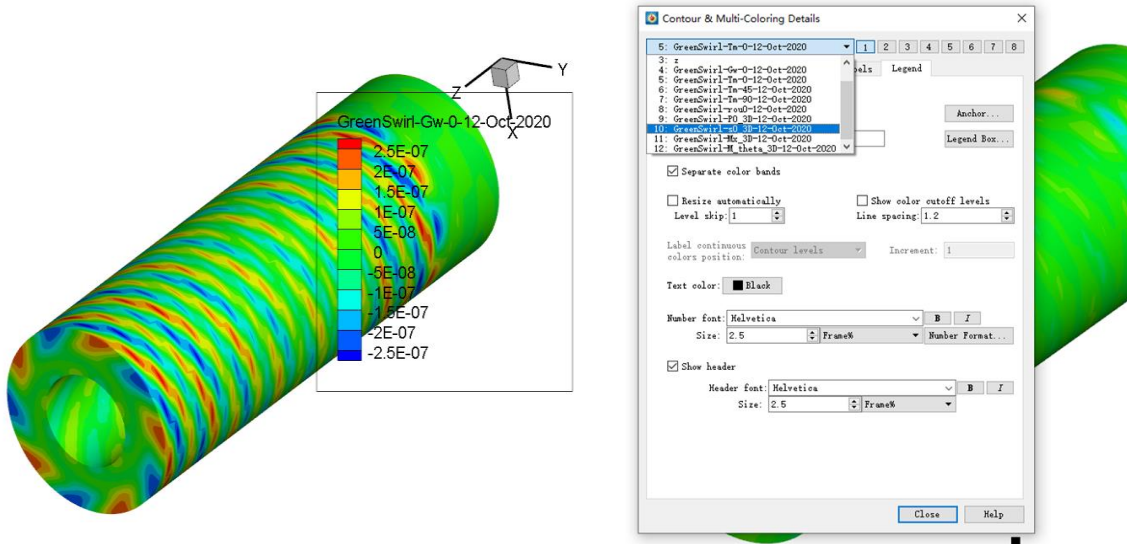 Z
Y
X
GreenSwirl-Gw-0-12-Oct-2020
2.5E-07
2E-07
1.5E-07
1E-07
5E-08
0
-5E-08
-1E-07
-1.5E-07
-2E-07
-2.5E-07
Contour & Multi-Coloring Details
5: GreenSwirl-Tm-0-12-Oct-2020
1 2 3 4 5 6 7 8
3: z
4: GreenSwirl-Gw-0-12-Oct-2020
5: GreenSwirl-Tm-0-12-Oct-2020
6: GreenSwirl-Tm-45-12-Oct-2020
7: GreenSwirl-Tm-90-12-Oct-2020
8: GreenSwirl-rou0-12-Oct-2020
9: GreenSwirl-P0_3D-12-Oct-2020
10: GreenSwirl-s0_3D-12-Oct-2020
11: GreenSwirl-Mx_3D-12-Oct-2020
12: GreenSwirl-M_theta_3D-12-Oct-2020
bels Legend
Anchor...
Legend Box...
Separate color bands
Resize automatically
Show color cutoff levels
Level skip: 1
Line spacing: 1.2
Label continuous
colors position: Contour levels
Increment: 1
Text color: Black
Number font: Helvetica B I
Size: 2.5 Frame% Number Format...
Show header
Header font: Helvetica B I
Size: 2.5 Frame%
Close Help